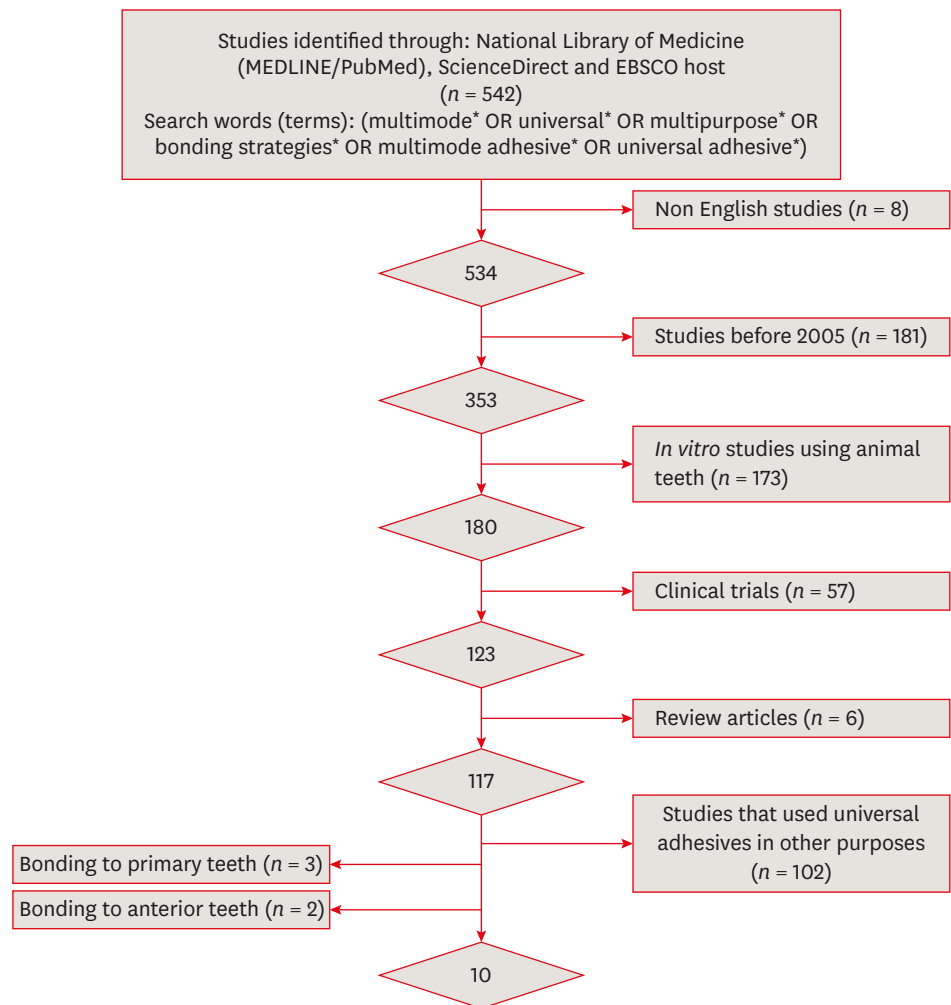 Studies identified through: National Library of Medicine
(MEDLINE/PubMed), ScienceDirect and EBSCO host
(n = 542)
Search words (terms): (multimode* OR universal* OR multipurpose* OR
bonding strategies* OR multimode adhesive* OR universal adhesive*)
Non English studies (n = 8)
534
Studies before 2005 (n = 181)
353
In vitro studies using animal
teeth (n = 173)
180
Clinical trials (n = 57)
123
Review articles (n = 6)
117
Studies that used universal
adhesives in other purposes
(n = 102)
Bonding to primary teeth (n = 3)
Bonding to anterior teeth (n = 2)
10